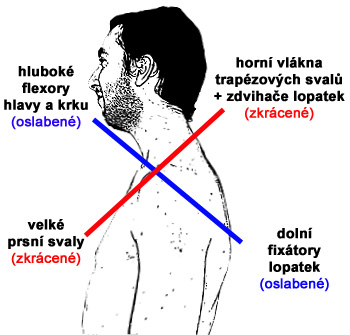 hluboké
flexory
hlavy a krku
(oslabené)
horní vlákna
trapézových svalů
+ zdvihače lopatek
(zkrácené)
velké
prsní svaly
(zkrácené)
dolní
fixátory
lopatek
(oslabené)